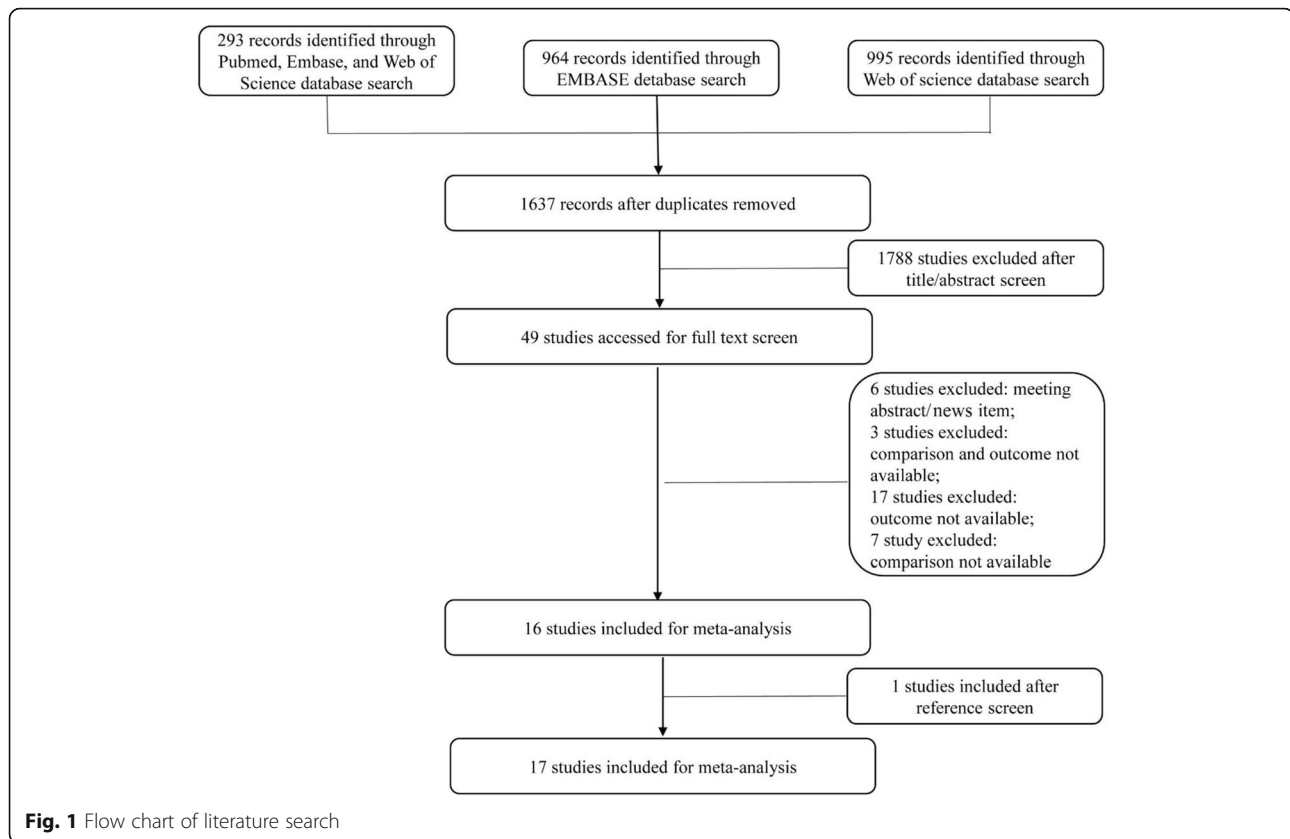 293 records identified through
Pubmed, Embase, and Web of
Science database search
964 records identified through
EMBASE detabase search
995 records identified through
Web of science database search
1637 records after duplicates removed
1788 studies excluded after
title/abstract screen
49 studies accessed for full text screen
6 studies excluded: meeting
abstract/news item;
3 studies excluded:
comparison and outcome not
available;
17 studies excluded:
outcome not available;
7 study excluded:
comparison not available
16 studies included for meta-analysis
1 studies included after
reference screen
17 studies included for meta-analysis
Fig. 1 Flow chart of literature search